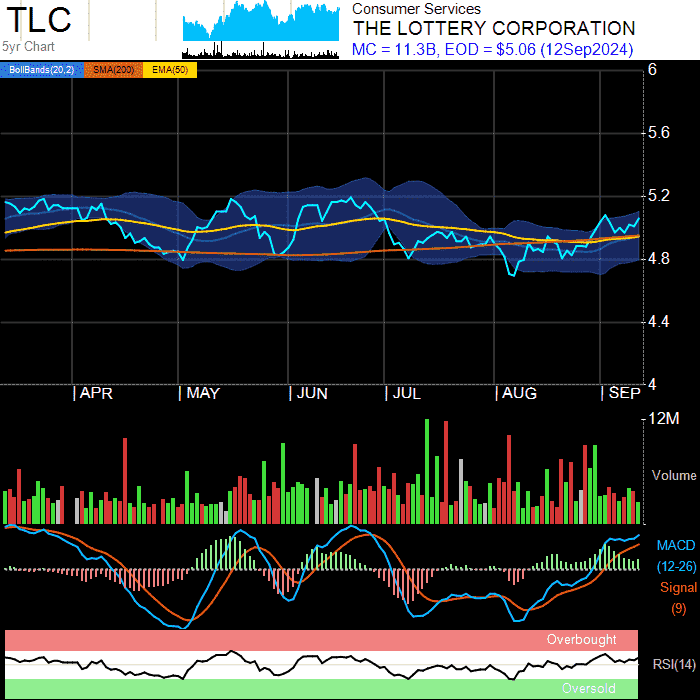 TLC
5yr Chart
Consumer Services
THE LOTTERY CORPORATION
MC = 11.3B, EOD = $5.06 (12Sep2024)
BollBands(20,2) SMA(200) EMA(50)
6
5.6
5.2
4.8
4.4
4
APR MAY JUN JUL AUG SEP
12M
Volume
MACD
(12-26)
Signal
(9)
Overbought
RSI(14)
Oversold